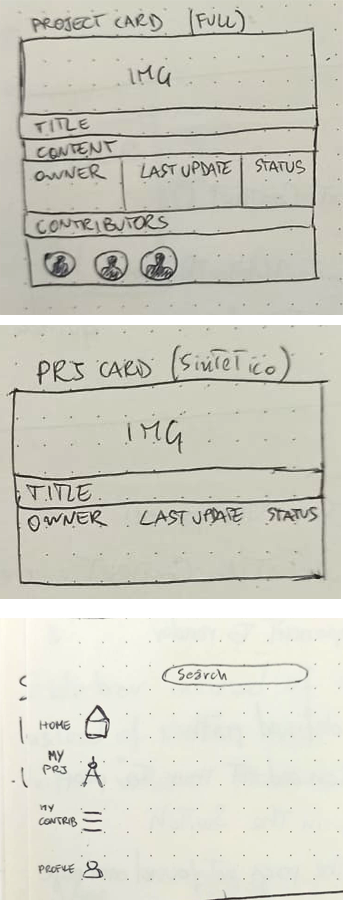 PROJECT CARD (FULL)
IMG
TITLE
CONTENT
OWNER LAST UPDATE STATUS
CONTRIBUTORS
PRJ CARD (SINTETICO)
IMG
TITLE
OWNER LAST UPDATE STATUS
Search
HOME
MY
PRJ
MY
CONTRIB
PROFILE